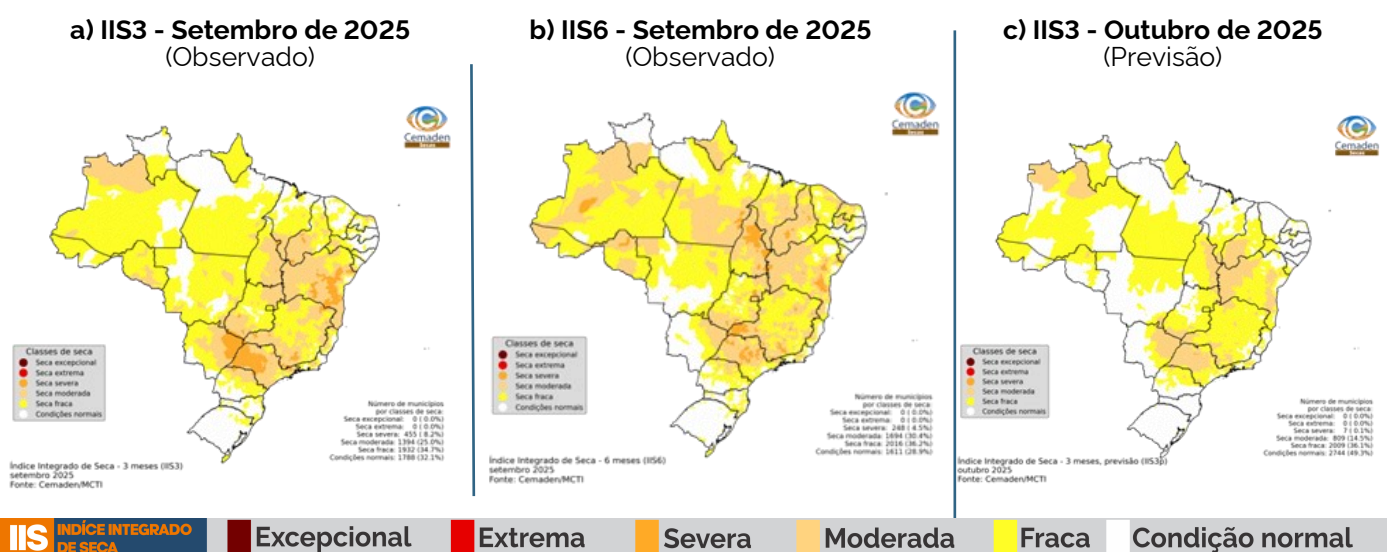 a) IIS3 - Setembro de 2025
(Observado)
Cemaden
Secas
Classes de seca
Seca excepcional
Seca extrema
Seca severa
Seca moderada
Seca fraca
Condições normais
Número de municípios
por classes de seca:
Seca excepcional: 0 ( 0.0%)
Seca extrema: 0 ( 0.0%)
Seca severa: 455 ( 8.2%)
Seca moderada: 1394 (25.0%)
Seca fraca: 1932 (34.7%)
Condições normais: 1788 (32.1%)
Índice Integrado de Seca - 3 meses (IIS3)
setembro 2025
Fonte: Cemaden/MCTI
b) IIS6 - Setembro de 2025
(Observado)
Cemaden
Secas
Classes de seca
Seca excepcional
Seca extrema
Seca severa
Seca moderada
Seca fraca
Condições normais
Número de municípios
por classes de seca:
Seca excepcional: 0 ( 0.0%)
Seca extrema: 0 ( 0.0%)
Seca severa: 248 ( 4.5%)
Seca moderada: 1694 (30.4%)
Seca fraca: 2016 (36.2%)
Condições normais: 1611 (28.9%)
Índice Integrado de Seca - 6 meses (IIS6)
setembro 2025
Fonte: Cemaden/MCTI
c) IIS3 - Outubro de 2025
(Previsão)
Cemaden
Secas
Classes de seca
Seca excepcional
Seca extrema
Seca severa
Seca moderada
Seca fraca
Condições normais
Número de municípios
por classes de seca:
Seca excepcional: 0 ( 0.0%)
Seca extrema: 0 ( 0.0%)
Seca severa: 7 ( 0.1%)
Seca moderada: 809 (14.5%)
Seca fraca: 2009 (36.1%)
Condições normais: 2744 (49.3%)
Índice Integrado de Seca - 3 meses, previsão (IIS3p)
outubro 2025
Fonte: Cemaden/MCTI
IIS INDÍCE INTEGRADO
DE SECA
Excepcional
Extrema
Severa
Moderada
Fraca
Condição normal